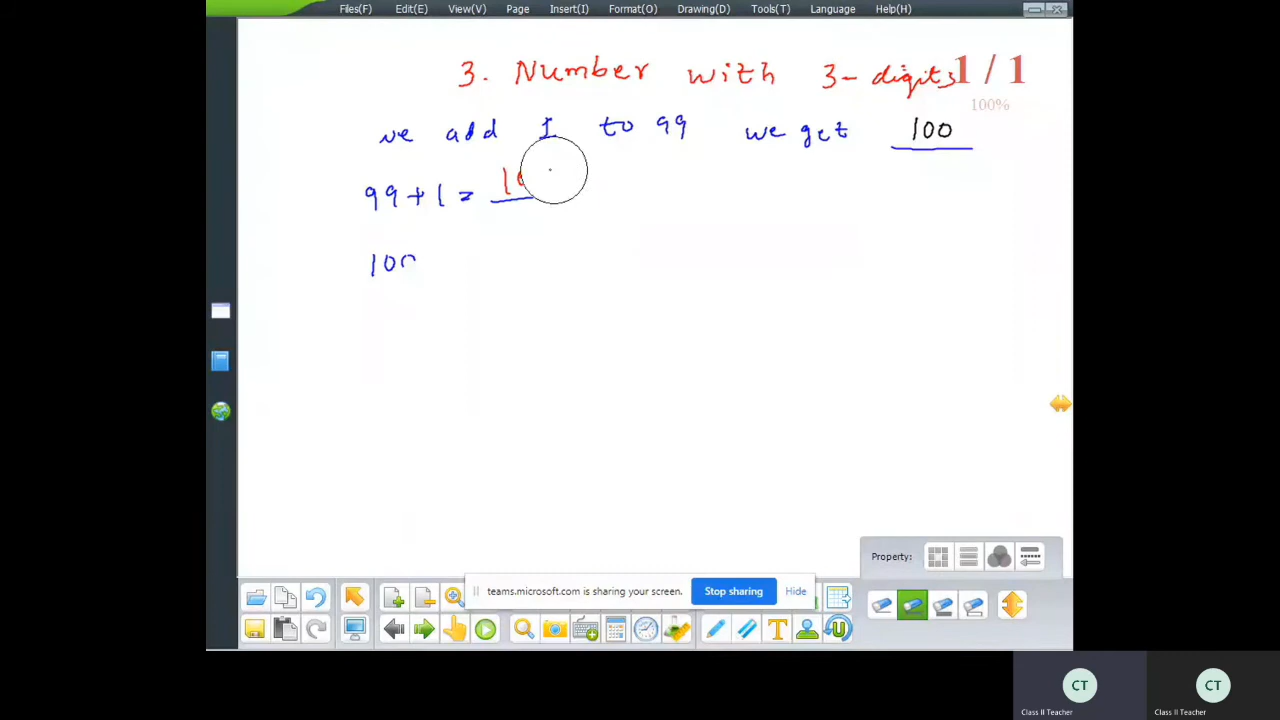 Files(F) Edit(E) View(V) Page Insert(I) Format(O) Drawing(D) Tools(T) Language Help(H)
3. Number with 3-digits
1 / 1
100%
we add 1 to 99 we get 100
99+1= 10
100
Property:
teams.microsoft.com is sharing your screen. Stop sharing Hide
CT CT
Class II Teacher Class II Teacher